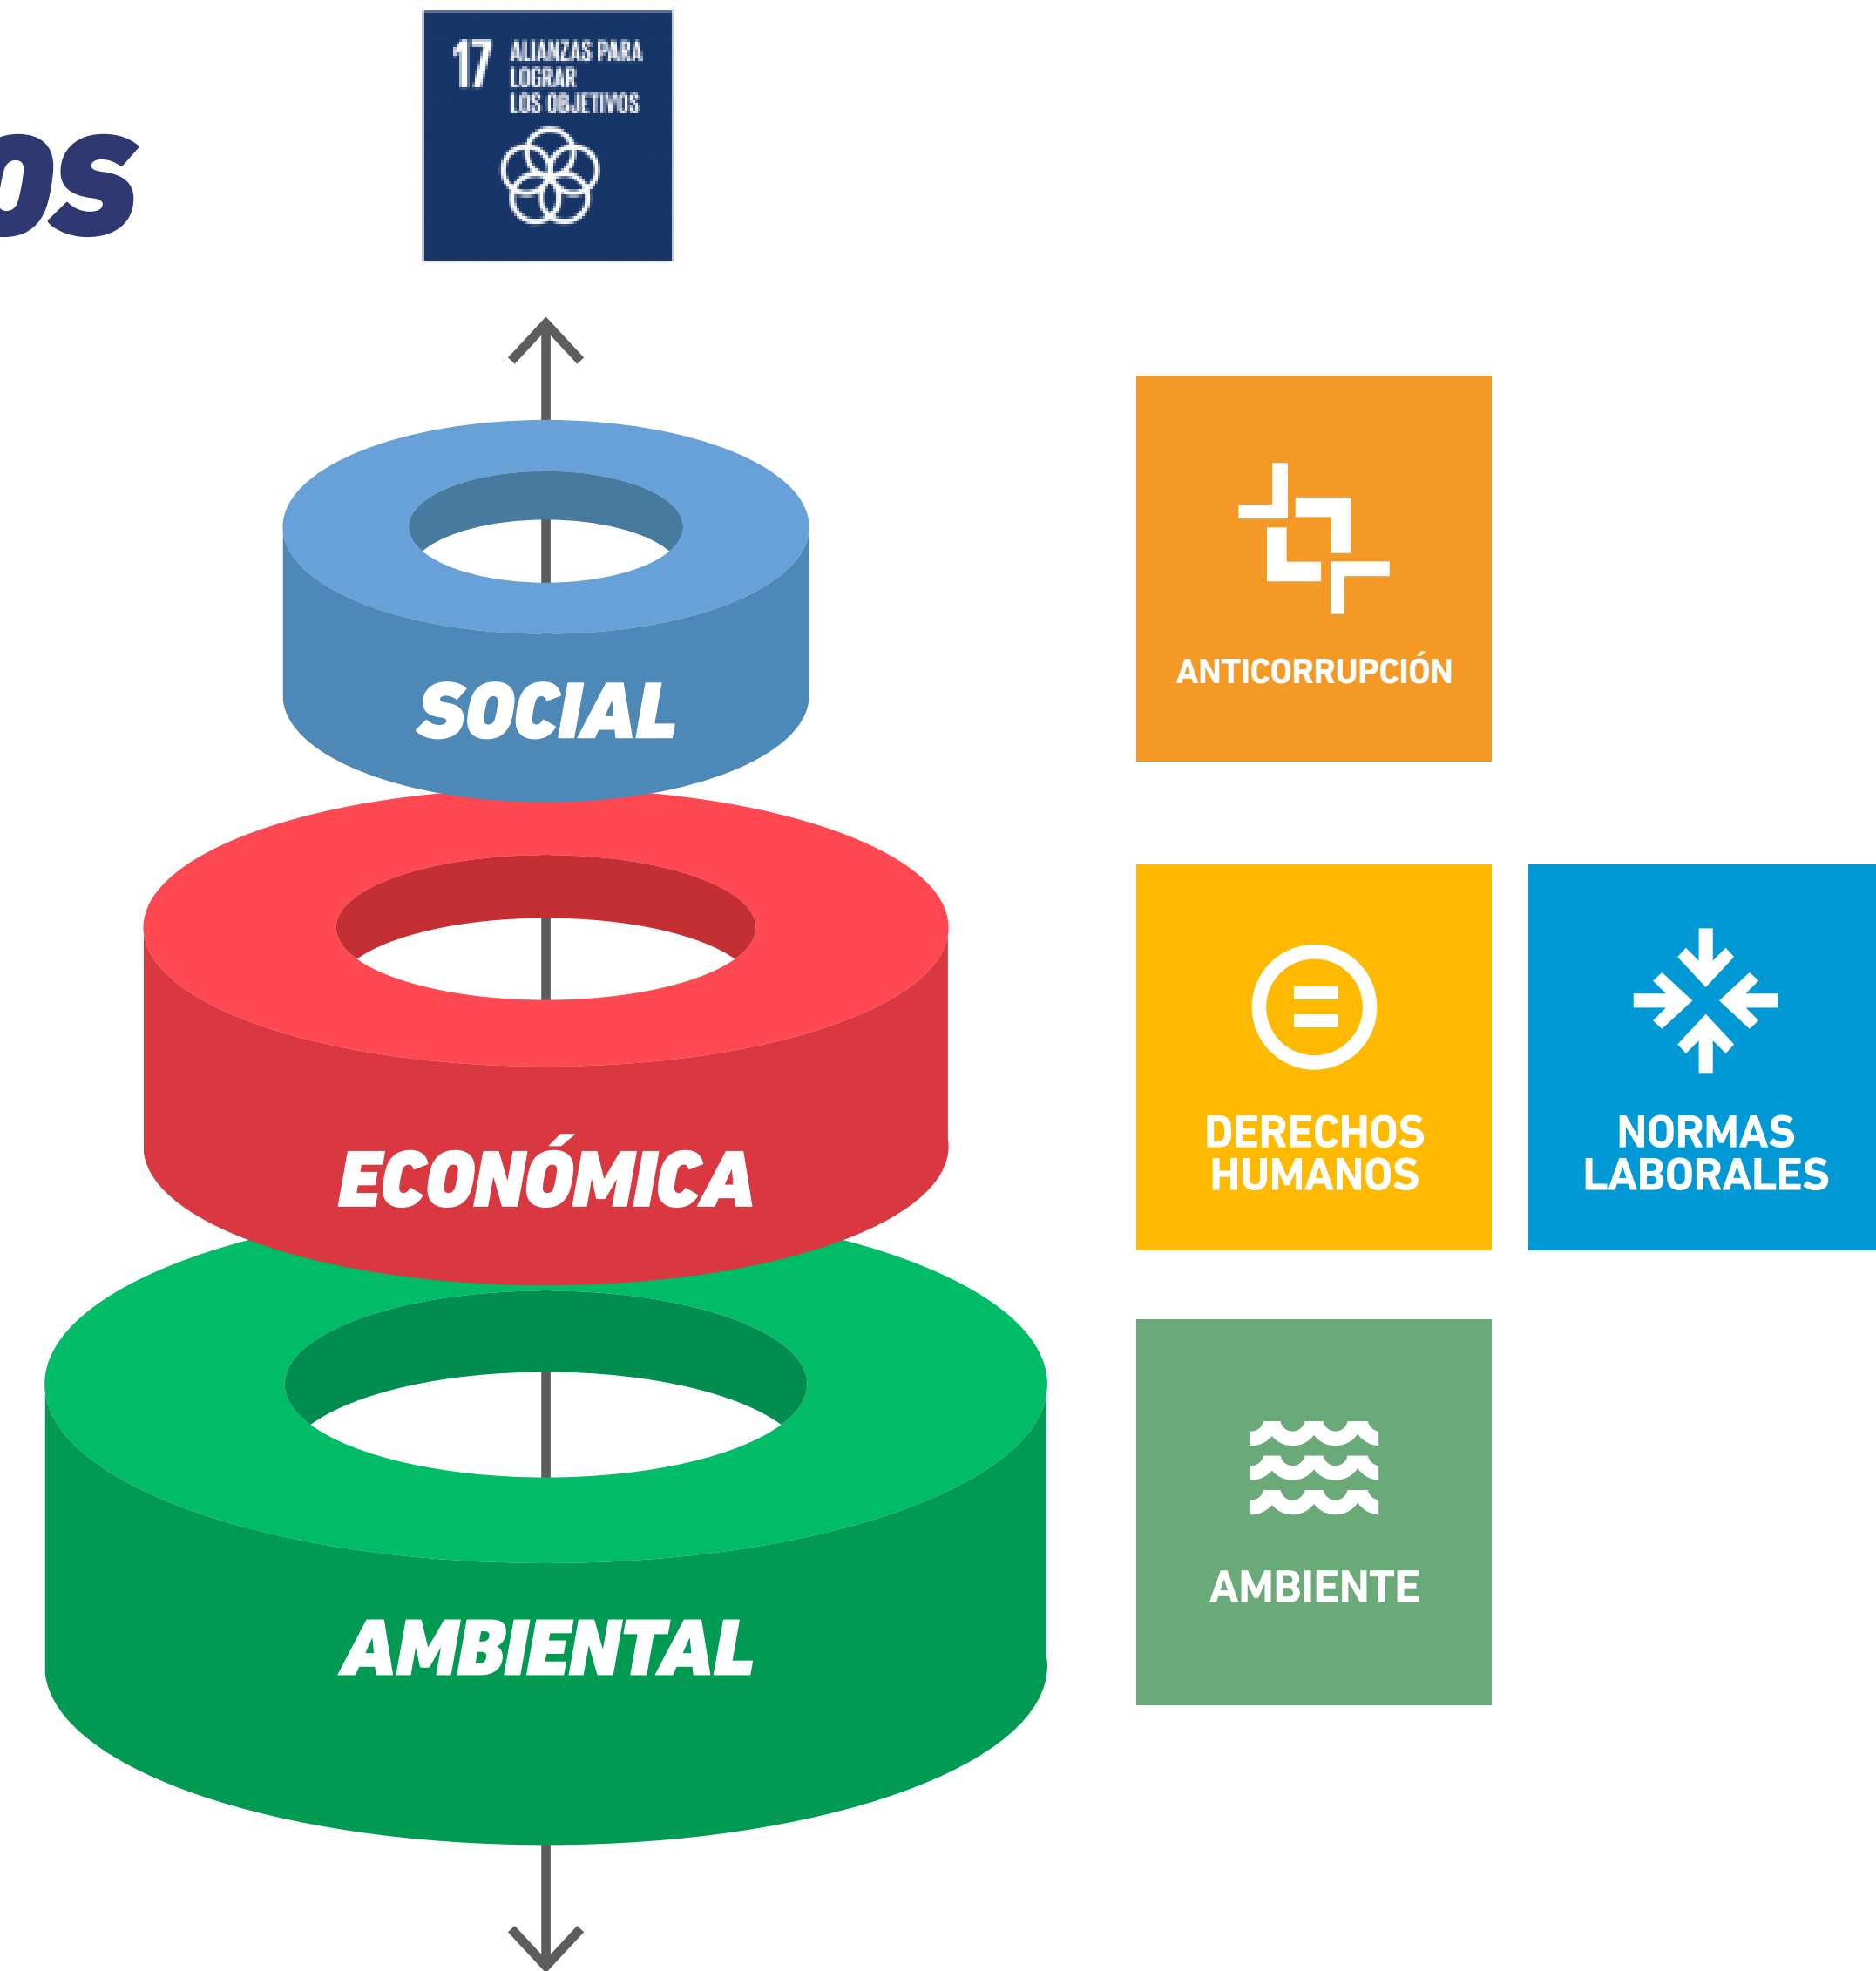 OS
17 ALIANZAS PARA
LOGRAR
LOS OBJETIVOS
SOCIAL
ANTICORRUPCIÓN
ECONÓMICA
DERECHOS
HUMANOS
NORMAS
LABORALES
AMBIENTAL
AMBIENTE